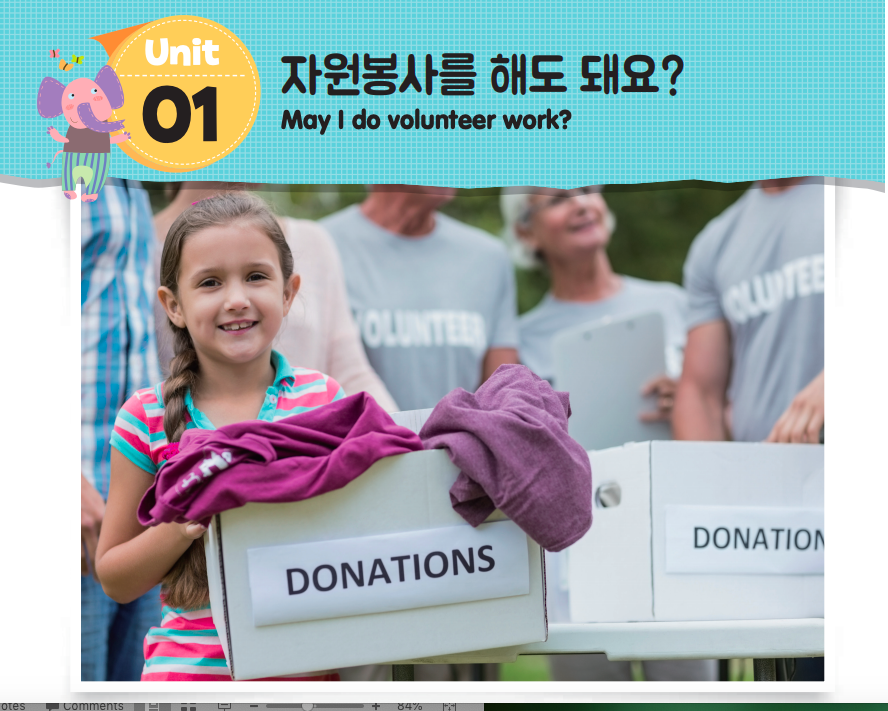 Unit
01
자원봉사를 해도 돼요?
May I do volunteer work?
VOLUNTEER
VOLUNTEE
DONATIONS
DONATION
Comments
84%